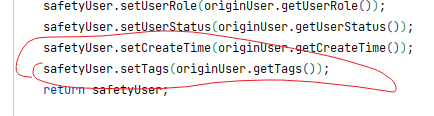 safetyUser.setUserRole(originUser.getUserRole());
safetyUser.setUserStatus(originUser.getUserStatus());
safetyUser.setCreateTime(originUser.getCreateTime());
safetyUser.setTags(originUser.getTags());
return safetyUser;